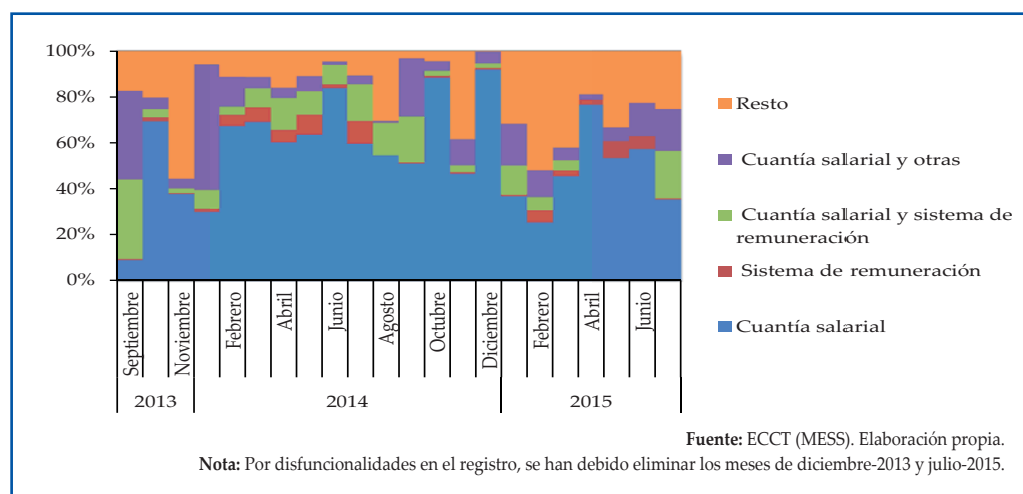 100%
80%
60%
40%
20%
0%
Septiembre
Noviembre
Febrero
Abril
Junio
Agosto
Octubre
Diciembre
Febrero
Abril
Junio
2013
2014
2015
Resto
Cuantía salarial y otras
Cuantía salarial y sistema de
remuneración
Sistema de remuneración
Cuantía salarial
Fuente: ECCT (MESS). Elaboración propia.
Nota: Por disfuncionalidades en el registro, se han debido eliminar los meses de diciembre-2013 y julio-2015.